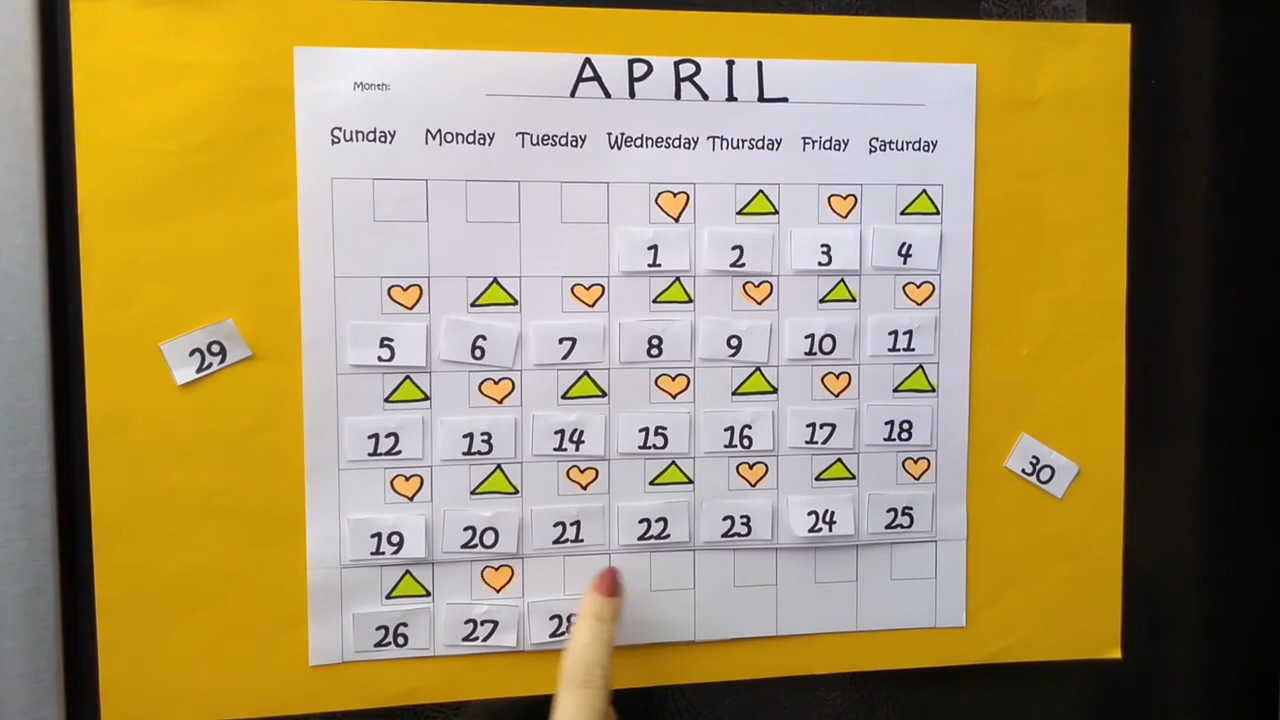 Month: APRIL
Sunday Monday Tuesday Wednesday Thursday Friday Saturday
1 2 3 4
5 6 7 8 9 10 11
29
12 13 14 15 16 17 18
30
19 20 21 22 23 24 25
26 27 28